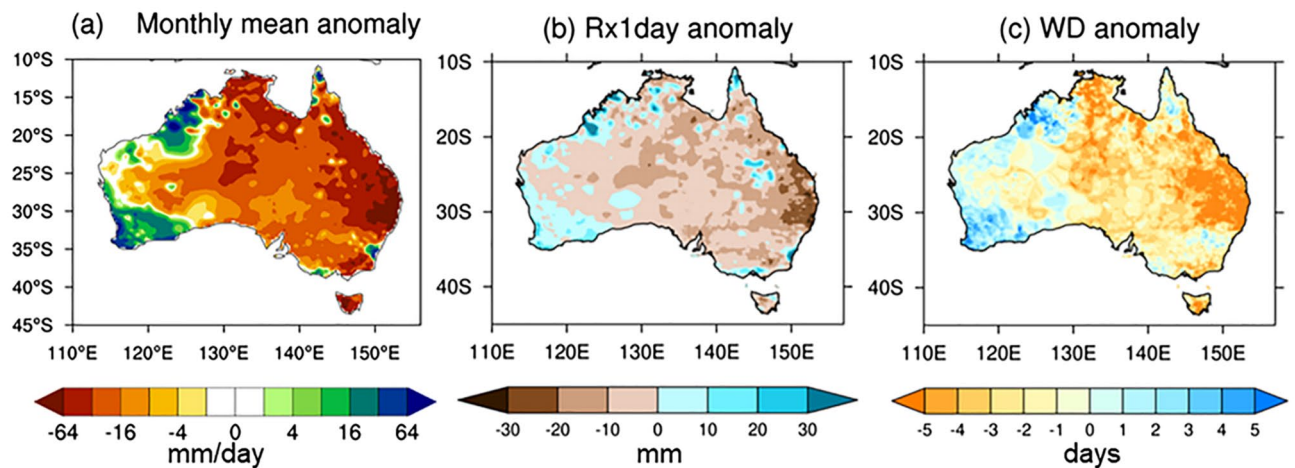 (a) Monthly mean anomaly
(b) Rx1day anomaly
(c) WD anomaly
10°S
15°S
20°S
25°S
30°S
35°S
40°S
45°S
110°E 120°E 130°E 140°E 150°E
-64 -16 -4 0 4 16 64
mm/day
10S
20S
30S
40S
110E 120E 130E 140E 150E
-30 -20 -10 0 10 20 30
mm
10S
20S
30S
40S
110E 120E 130E 140E 150E
-5 -4 -3 -2 -1 0 1 2 3 4 5
days